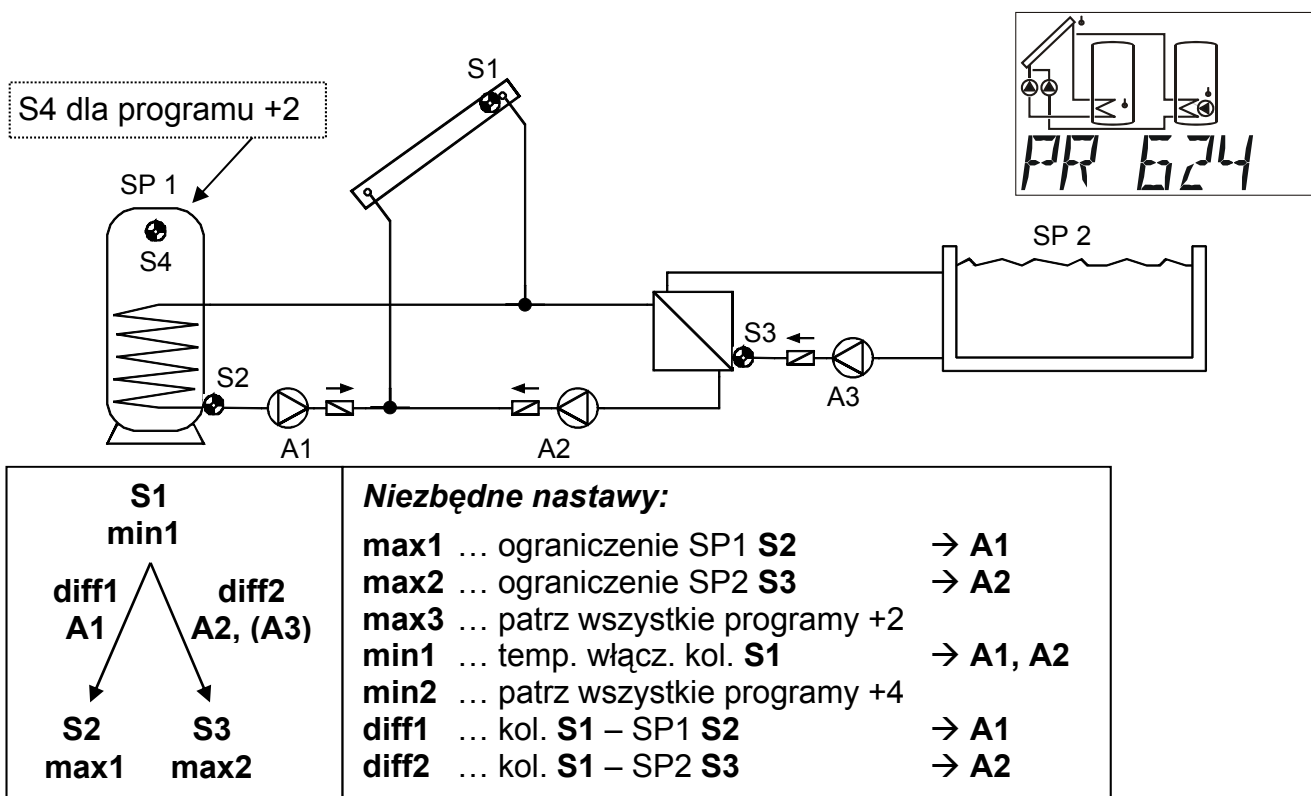 S4 dla programu +2
S1
PR 624
SP 1
S4
SP 2
S3
S2
A3
A1
A2
S1
min1
diff1 diff2
A1 A2, (A3)
S2 S3
max1 max2
Niezbędne nastawy:
max1 … ograniczenie SP1 S2 → A1
max2 … ograniczenie SP2 S3 → A2
max3 … patrz wszystkie programy +2
min1 … temp. włącz. kol. S1 → A1, A2
min2 … patrz wszystkie programy +4
diff1 … kol. S1 – SP1 S2 → A1
diff2 … kol. S1 – SP2 S3 → A2